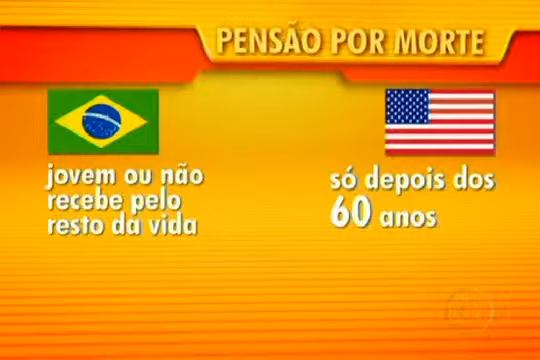 PENSÃO POR MORTE
jovem ou não
recebe pelo
resto da vida
só depois dos
60 anos